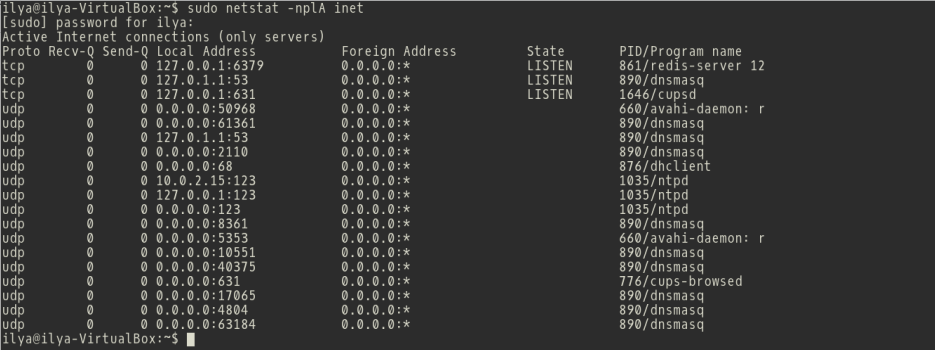 ilya@ilya-VirtualBox:~$ sudo netstat -nplA inet
[sudo] password for ilya:
Active Internet connections (only servers)
Proto Recv-Q Send-Q Local Address Foreign Address State PID/Program name
tcp 0 0 127.0.0.1:6379 0.0.0.0:* LISTEN 861/redis-server 12
tcp 0 0 127.0.1.1:53 0.0.0.0:* LISTEN 890/dnsmasq
tcp 0 0 127.0.0.1:631 0.0.0.0:* LISTEN 1646/cupsd
udp 0 0 0.0.0.0:50968 0.0.0.0:* 660/avahi-daemon: r
udp 0 0 0.0.0.0:61361 0.0.0.0:* 890/dnsmasq
udp 0 0 127.0.1.1:53 0.0.0.0:* 890/dnsmasq
udp 0 0 0.0.0.0:2110 0.0.0.0:* 890/dnsmasq
udp 0 0 0.0.0.0:68 0.0.0.0:* 876/dhclient
udp 0 0 10.0.2.15:123 0.0.0.0:* 1035/ntpd
udp 0 0 127.0.0.1:123 0.0.0.0:* 1035/ntpd
udp 0 0 0.0.0.0:123 0.0.0.0:* 1035/ntpd
udp 0 0 0.0.0.0:8361 0.0.0.0:* 890/dnsmasq
udp 0 0 0.0.0.0:5353 0.0.0.0:* 660/avahi-daemon: r
udp 0 0 0.0.0.0:10551 0.0.0.0:* 890/dnsmasq
udp 0 0 0.0.0.0:40375 0.0.0.0:* 890/dnsmasq
udp 0 0 0.0.0.0:631 0.0.0.0:* 776/cups-browsed
udp 0 0 0.0.0.0:17065 0.0.0.0:* 890/dnsmasq
udp 0 0 0.0.0.0:4804 0.0.0.0:* 890/dnsmasq
udp 0 0 0.0.0.0:63184 0.0.0.0:* 890/dnsmasq
ilya@ilya-VirtualBox:~$